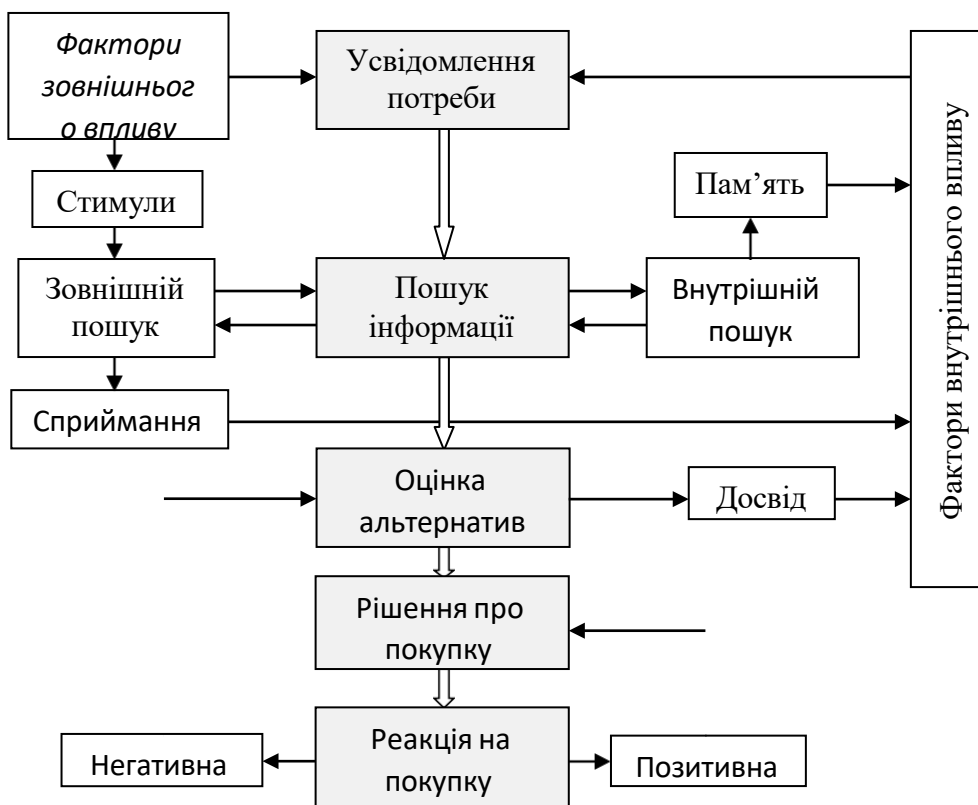 Фактори
зовнішньог
о впливу
Усвідомлення
потреби
Стимули
Пам’ять
Зовнішній
пошук
Пошук
інформації
Внутрішній
пошук
Сприймання
Фактори внутрішнього впливу
Оцінка
альтернатив
Досвід
Рішення про
покупку
Реакція на
покупку
Негативна
Позитивна